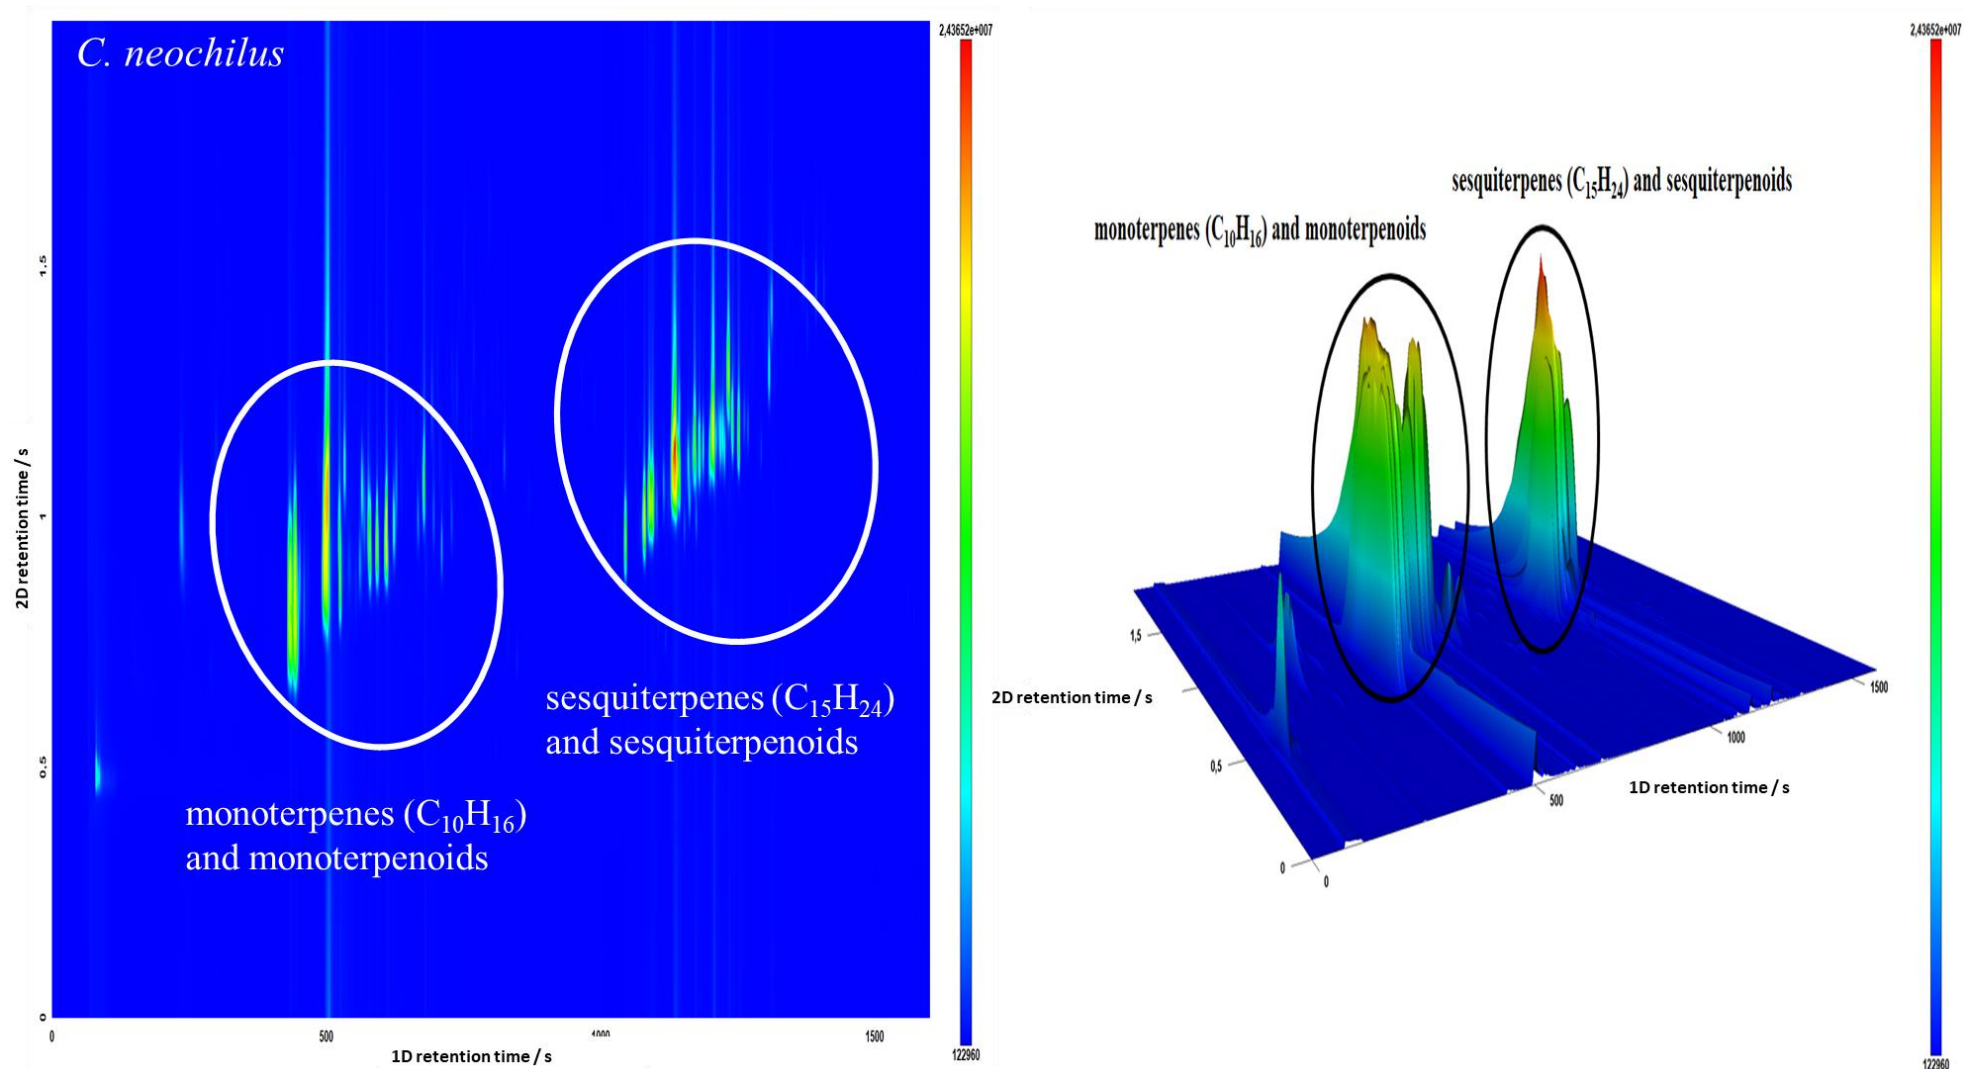 C. neochilus
2,43652e+007
1.5
1
0.5
0
2D retention time / s
sesquiterpenes (C₁₅H₂₄)
and sesquiterpenoids
monoterpenes (C₁₀H₁₆)
and monoterpenoids
0
500
1000
1500
1D retention time / s
122960
2,43652e+007
sesquiterpenes (C₁₅H₂₄) and sesquiterpenoids
monoterpenes (C₁₀H₁₆) and monoterpenoids
1,5
2D retention time / s
0,5
0
0
500
1000
1500
1D retention time / s
122960